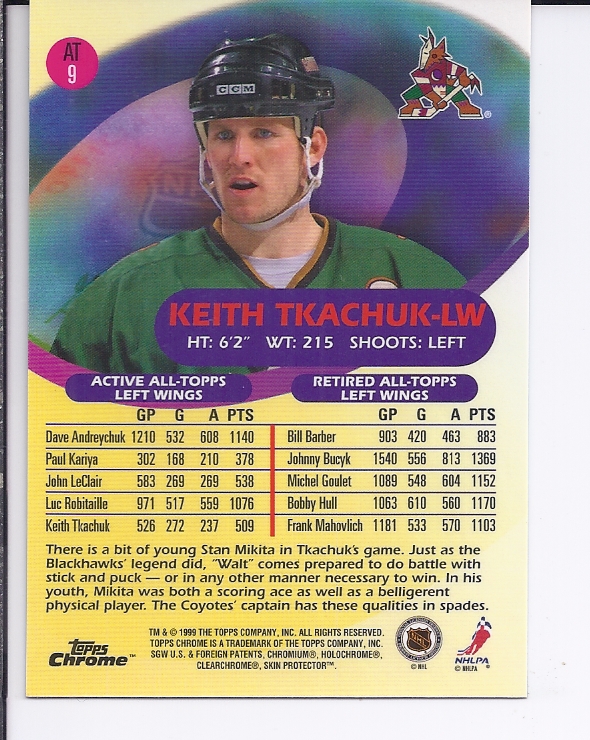 AT
9
CCM
KEITH TKACHUK-LW
HT: 6'2" WT: 215 SHOOTS: LEFT
ACTIVE ALL-TOPPS
LEFT WINGS
GP G A PTS
Dave Andreychuk 1210 532 608 1140
Paul Kariya 302 168 210 378
John LeClair 583 269 269 538
Luc Robitaille 971 517 559 1076
Keith Tkachuk 526 272 237 509
RETIRED ALL-TOPPS
LEFT WINGS
GP G A PTS
Bill Barber 903 420 463 883
Johnny Bucyk 1540 556 813 1369
Michel Goulet 1089 548 604 1152
Bobby Hull 1063 610 560 1170
Frank Mahovlich 1181 533 570 1103
There is a bit of young Stan Mikita in Tkachuk's game. Just as the
Blackhawks' legend did, "Walt" comes prepared to do battle with
stick and puck — or in any other manner necessary to win. In his
youth, Mikita was both a scoring ace as well as a belligerent
physical player. The Coyotes' captain has these qualities in spades.
Topps
Chrome™
TM & © 1999 THE TOPPS COMPANY, INC. ALL RIGHTS RESERVED.
TOPPS CHROME IS A TRADEMARK OF THE TOPPS COMPANY, INC.
SGW U.S. & FOREIGN PATENTS, CHROMIUM®, HOLOCHROME®,
CLEARCHROME®, SKIN PROTECTOR™.
NHL
© NHL
NHLPA
© NHLPA ®